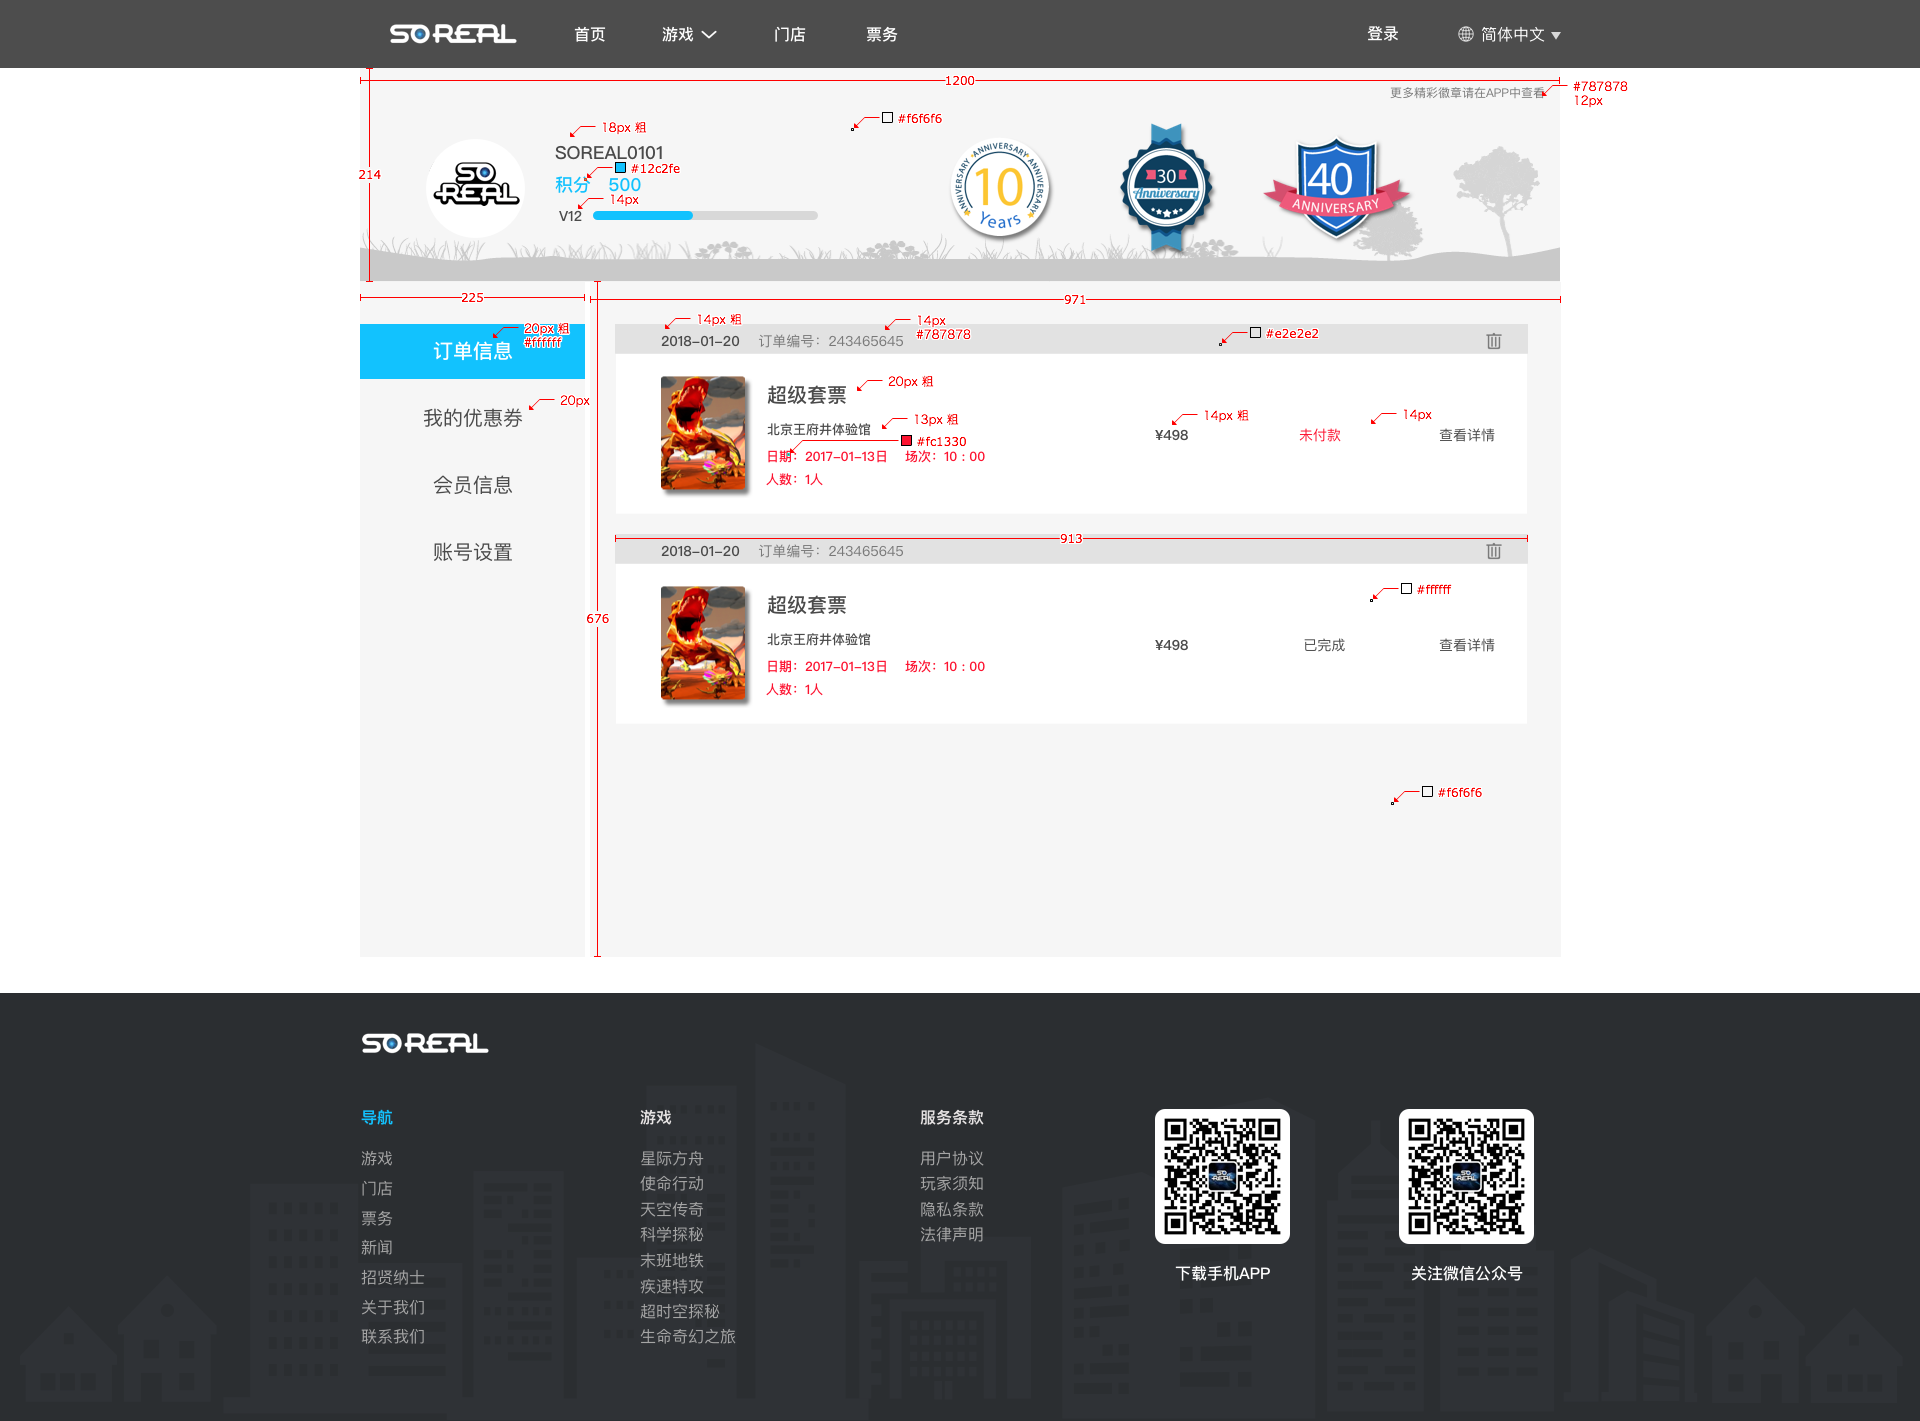 SOREAL
首页
游戏
门店
票务
登录
简体中文
1200
更多精彩徽章请在APP中查看
#787878
12px
#f6f6f6
18px 粗
SOREAL0101
#12c2fe
积分 500
14px
V12
214
SO REAL
ANNIVERSARY ANNIVERSARY ANNIVERSARY
10
Years
30
Anniversary
40
ANNIVERSARY
225
971
20px 粗
#ffffff
订单信息
20px
我的优惠券
会员信息
账号设置
676
14px 粗
14px
#787878
#e2e2e2
2018-01-20 订单编号：243465645
20px 粗
超级套票
13px 粗
北京王府井体验馆
#fc1330
日期：2017-01-13日 场次：10 : 00
人数：1人
14px 粗
¥498
14px
未付款
查看详情
913
2018-01-20 订单编号：243465645
#ffffff
超级套票
北京王府井体验馆
日期：2017-01-13日 场次：10 : 00
人数：1人
¥498
已完成
查看详情
#f6f6f6
SOREAL
导航
游戏
门店
票务
新闻
招贤纳士
关于我们
联系我们
游戏
星际方舟
使命行动
天空传奇
科学探秘
末班地铁
疾速特攻
超时空探秘
生命奇幻之旅
服务条款
用户协议
玩家须知
隐私条款
法律声明
SO REAL
下载手机APP
SO REAL
关注微信公众号